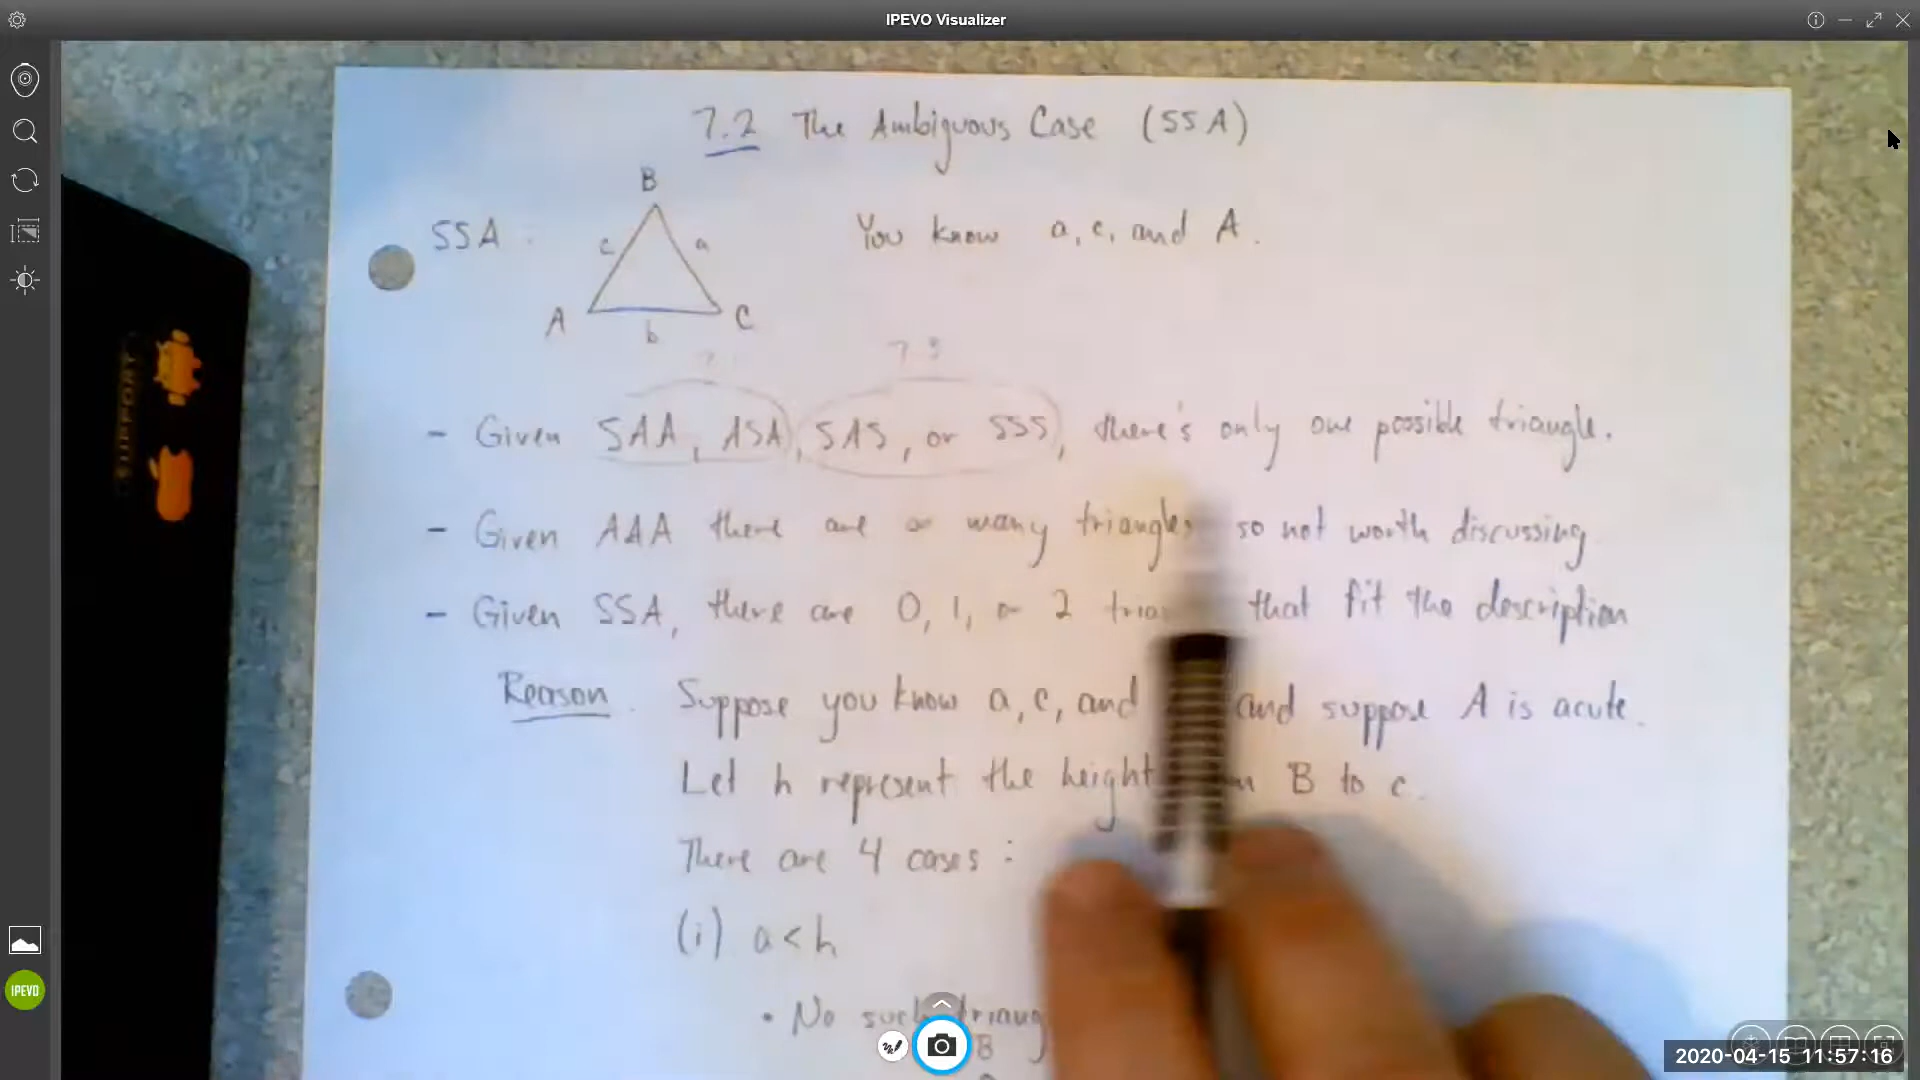 IPEVO Visualizer
7.2 The Ambiguous Case (SSA)
B
SSA. c a You know a, c, and A.
A b C
7.3
- Given SAA, ASA, SAS, or SSS, there's only one possible triangle.
- Given AAA there are ∞ many triangles so not worth discussing
- Given SSA, there are 0, 1, or 2 that fit the description
Reason. Suppose you know a, c, and and suppose A is acute.
Let h represent the height B to c.
There are 4 cases:
(i) a<h
• No such
B
SUPPORT
IPEVO
2020-04-15 11:57:16